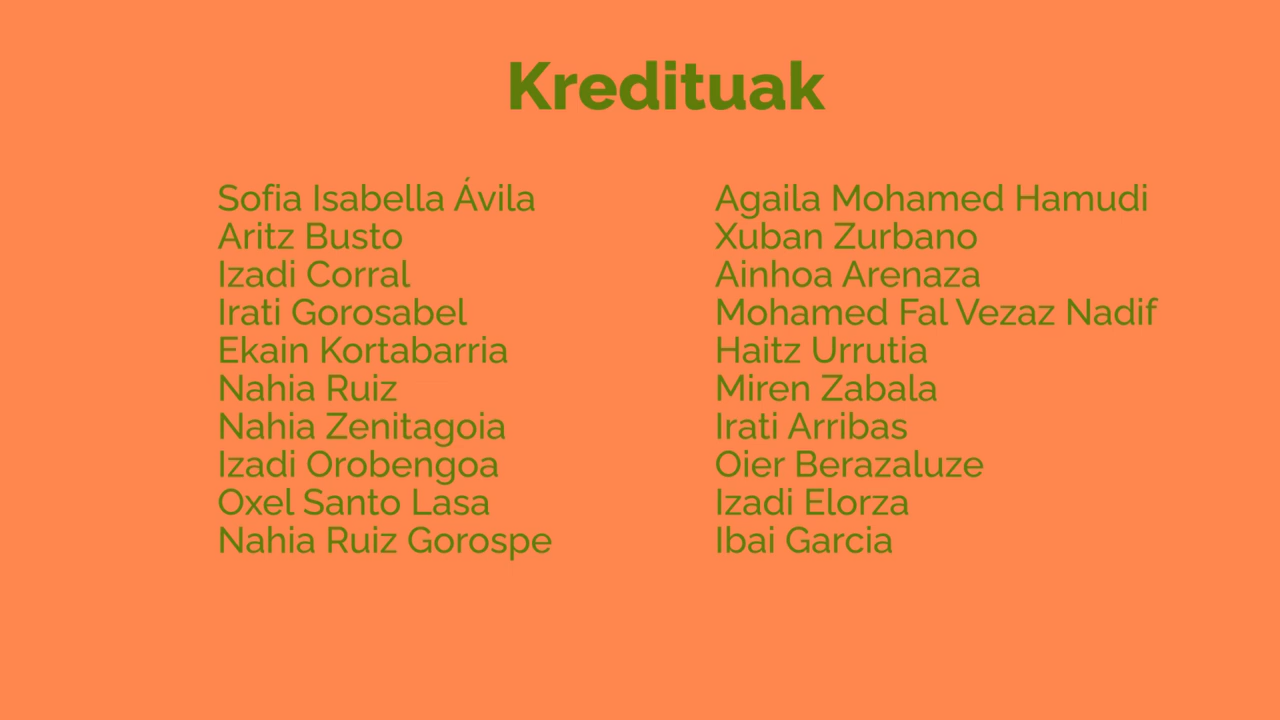 Kredituak
Sofia Isabella Ávila
Aritz Busto
Izadi Corral
Irati Gorosabel
Ekain Kortabarria
Nahia Ruiz
Nahia Zenitagoia
Izadi Orobengoa
Oxel Santo Lasa
Nahia Ruiz Gorospe
Agaila Mohamed Hamudi
Xuban Zurbano
Ainhoa Arenaza
Mohamed Fal Vezaz Nadif
Haitz Urrutia
Miren Zabala
Irati Arribas
Oier Berazaluze
Izadi Elorza
Ibai Garcia